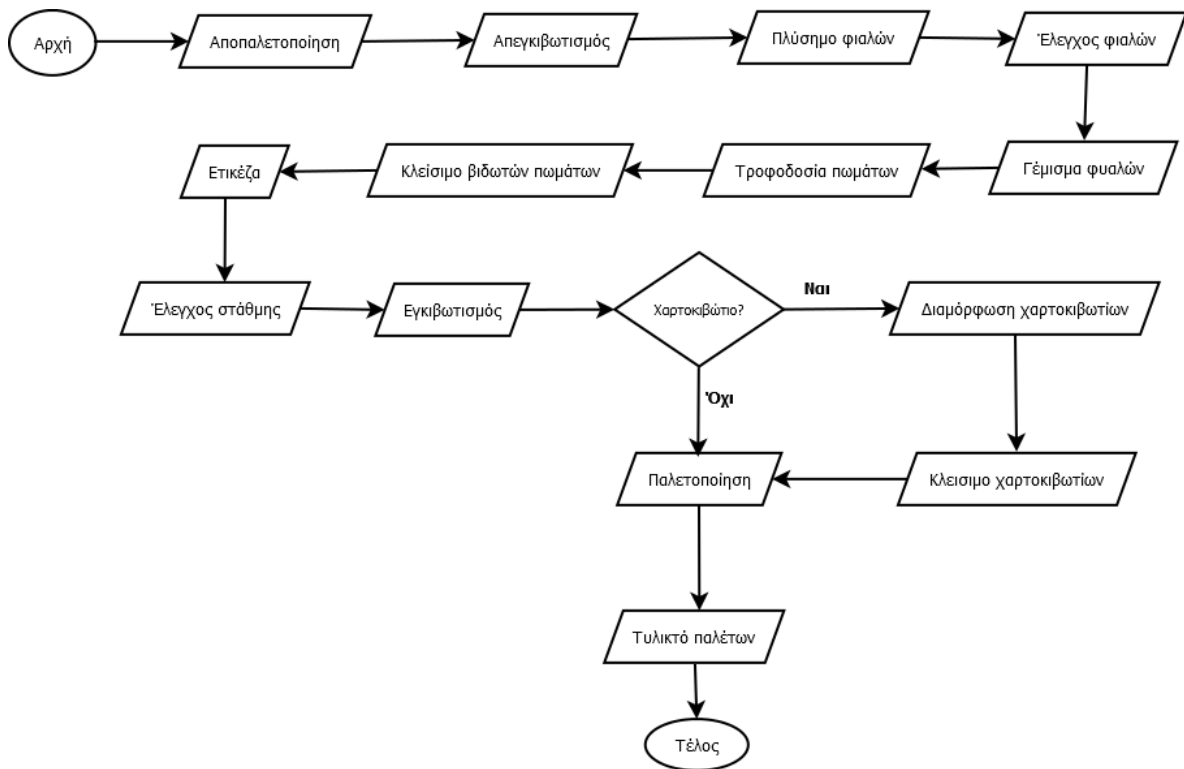 Αρχή
Αποπαλετοποίηση
Απεγκιβωτισμός
Πλύσημο φιαλών
Έλεγχος φιαλών
Ετικέζα
Κλείσιμο βιδωτών πωμάτων
Τροφοδοσία πωμάτων
Γέμισμα φυαλών
Έλεγχος στάθμης
Εγκιβωτισμός
Χαρτοκιβώτιο?
Ναι
Διαμόρφωση χαρτοκιβωτίων
Όχι
Παλετοποίηση
Κλεισιμο χαρτοκιβωτίων
Τυλικτό παλέτων
Τέλος